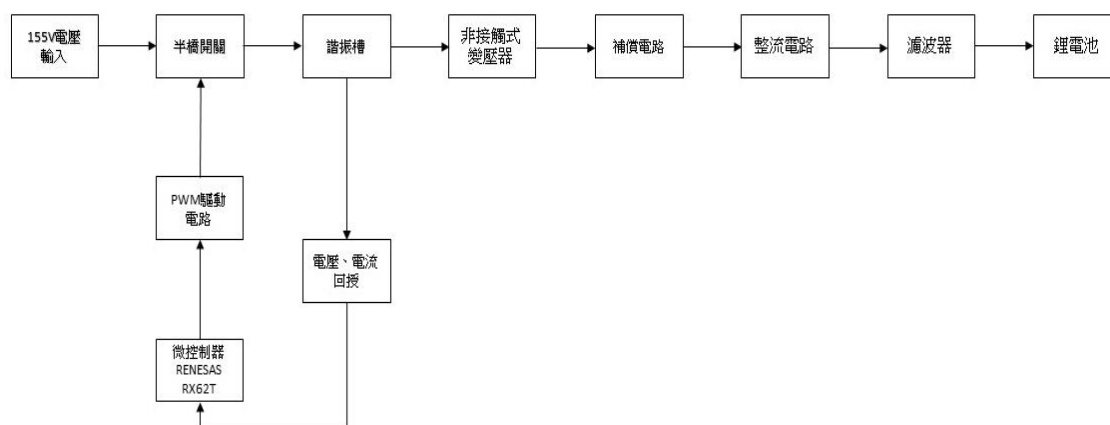 155V電壓
輸入
半橋開關
諧振槽
非接觸式
變壓器
補償電路
整流電路
濾波器
鋰電池
PWM驅動
電路
電壓、電流
回授
微控制器
RENESAS
RX62T